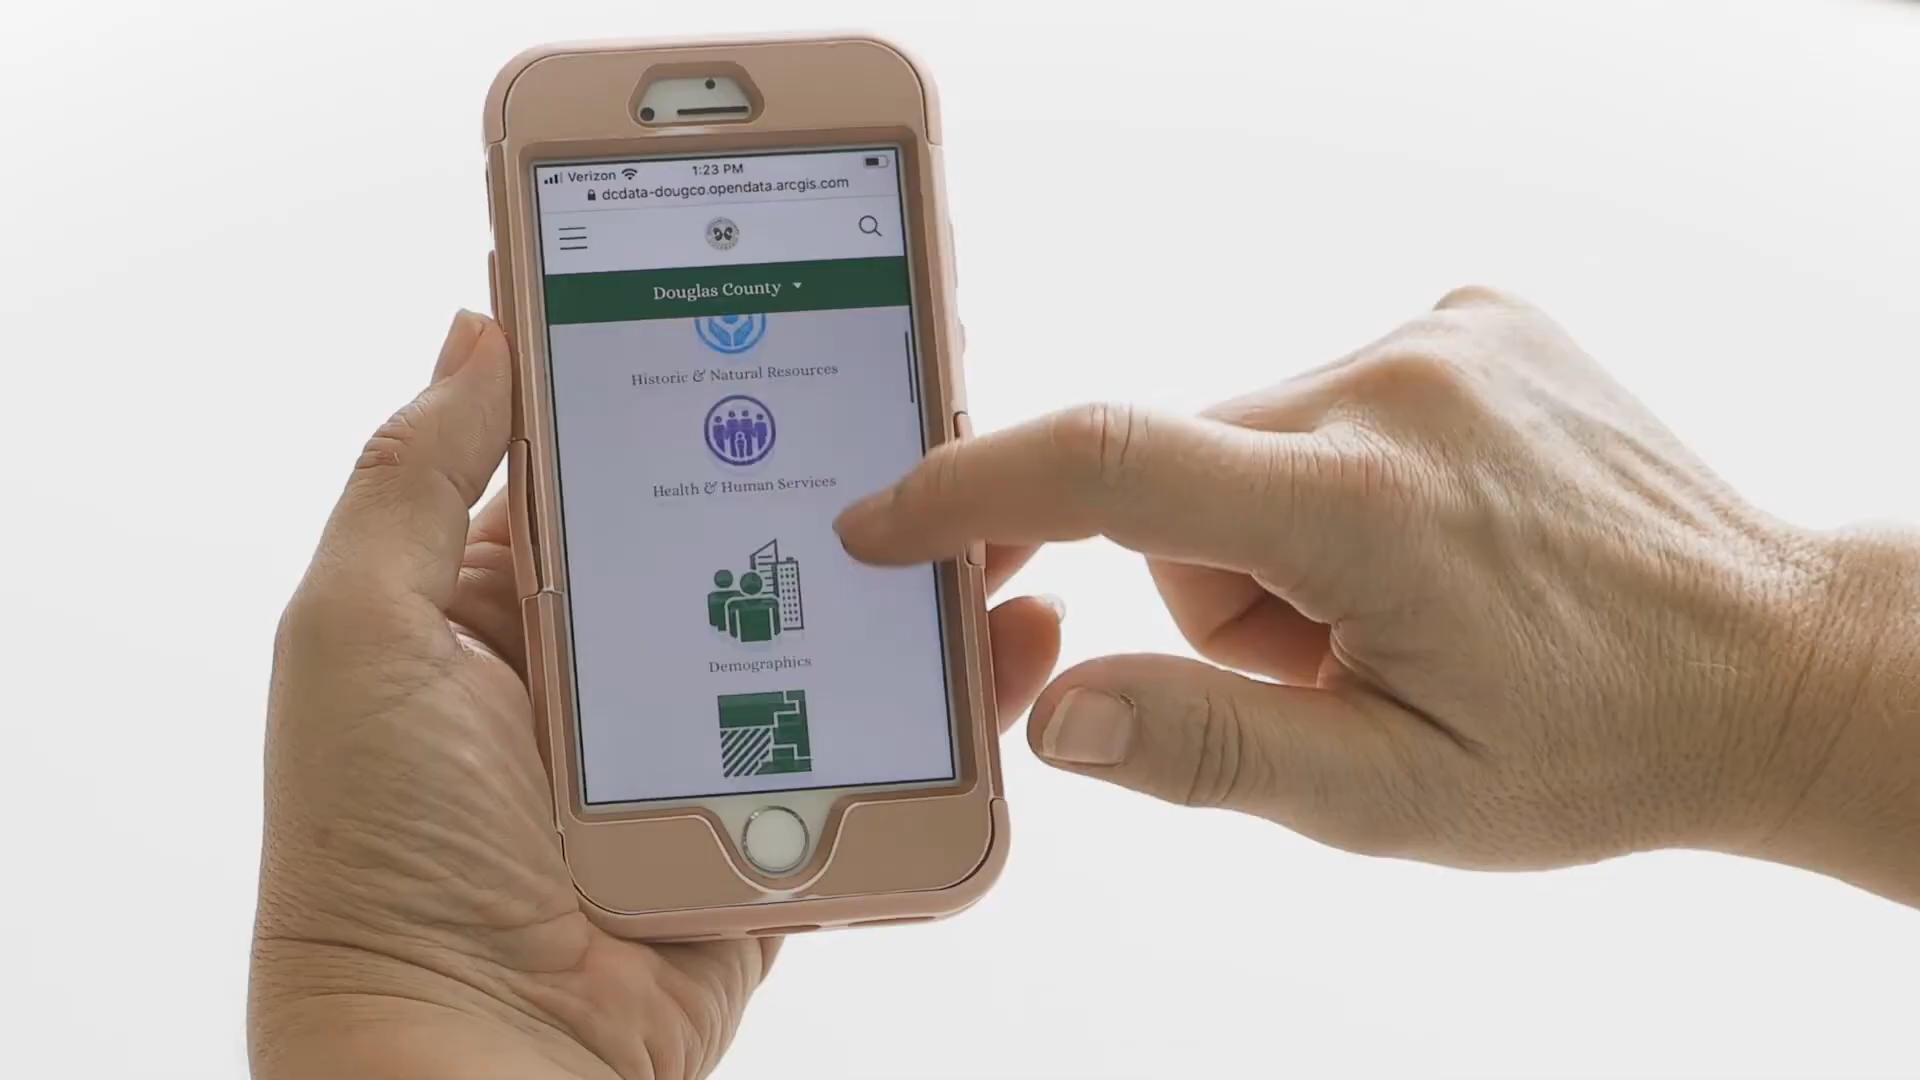 Verizon 1:23 PM
dcdata-dougco.opendata.arcgis.com
Douglas County
Historic & Natural Resources
Health & Human Services
Demographics